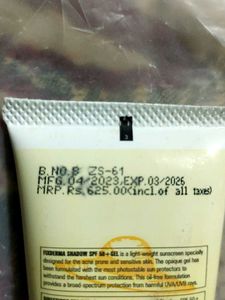 B.NO.B ZS-61
MFG.04/2023,EXP.03/2026
MRP.Rs.625.00(incl.of all taxes)
FIXDERMA SHADOW SPF 50+GEL is a light-weight sunscreen specially
designed for the acne prone and sensitive skin. The opaque gel has
been formulated with the most photostable sun protectors to
withstand the harshest sun conditions. This oil-free formulation
provides a broad-spectrum protection from harmful UVA/UVB rays.